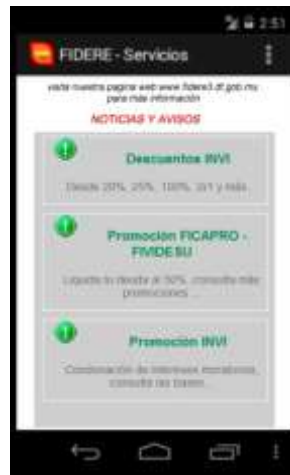 2:51
FIDERE - Servicios
visite nuestra pagina web www.fidere3.df.gob.mx
para más información
NOTICIAS Y AVISOS
Descuentos INVI
Desde 20%, 25%, 100%, 2x1 y más.
Promoción FICAPRO -
FIVIDESU
Liquida tu deuda al 50%, consulta más
promociones ...
Promoción INVI
Condonación de intereses moratorios,
consulta las bases...